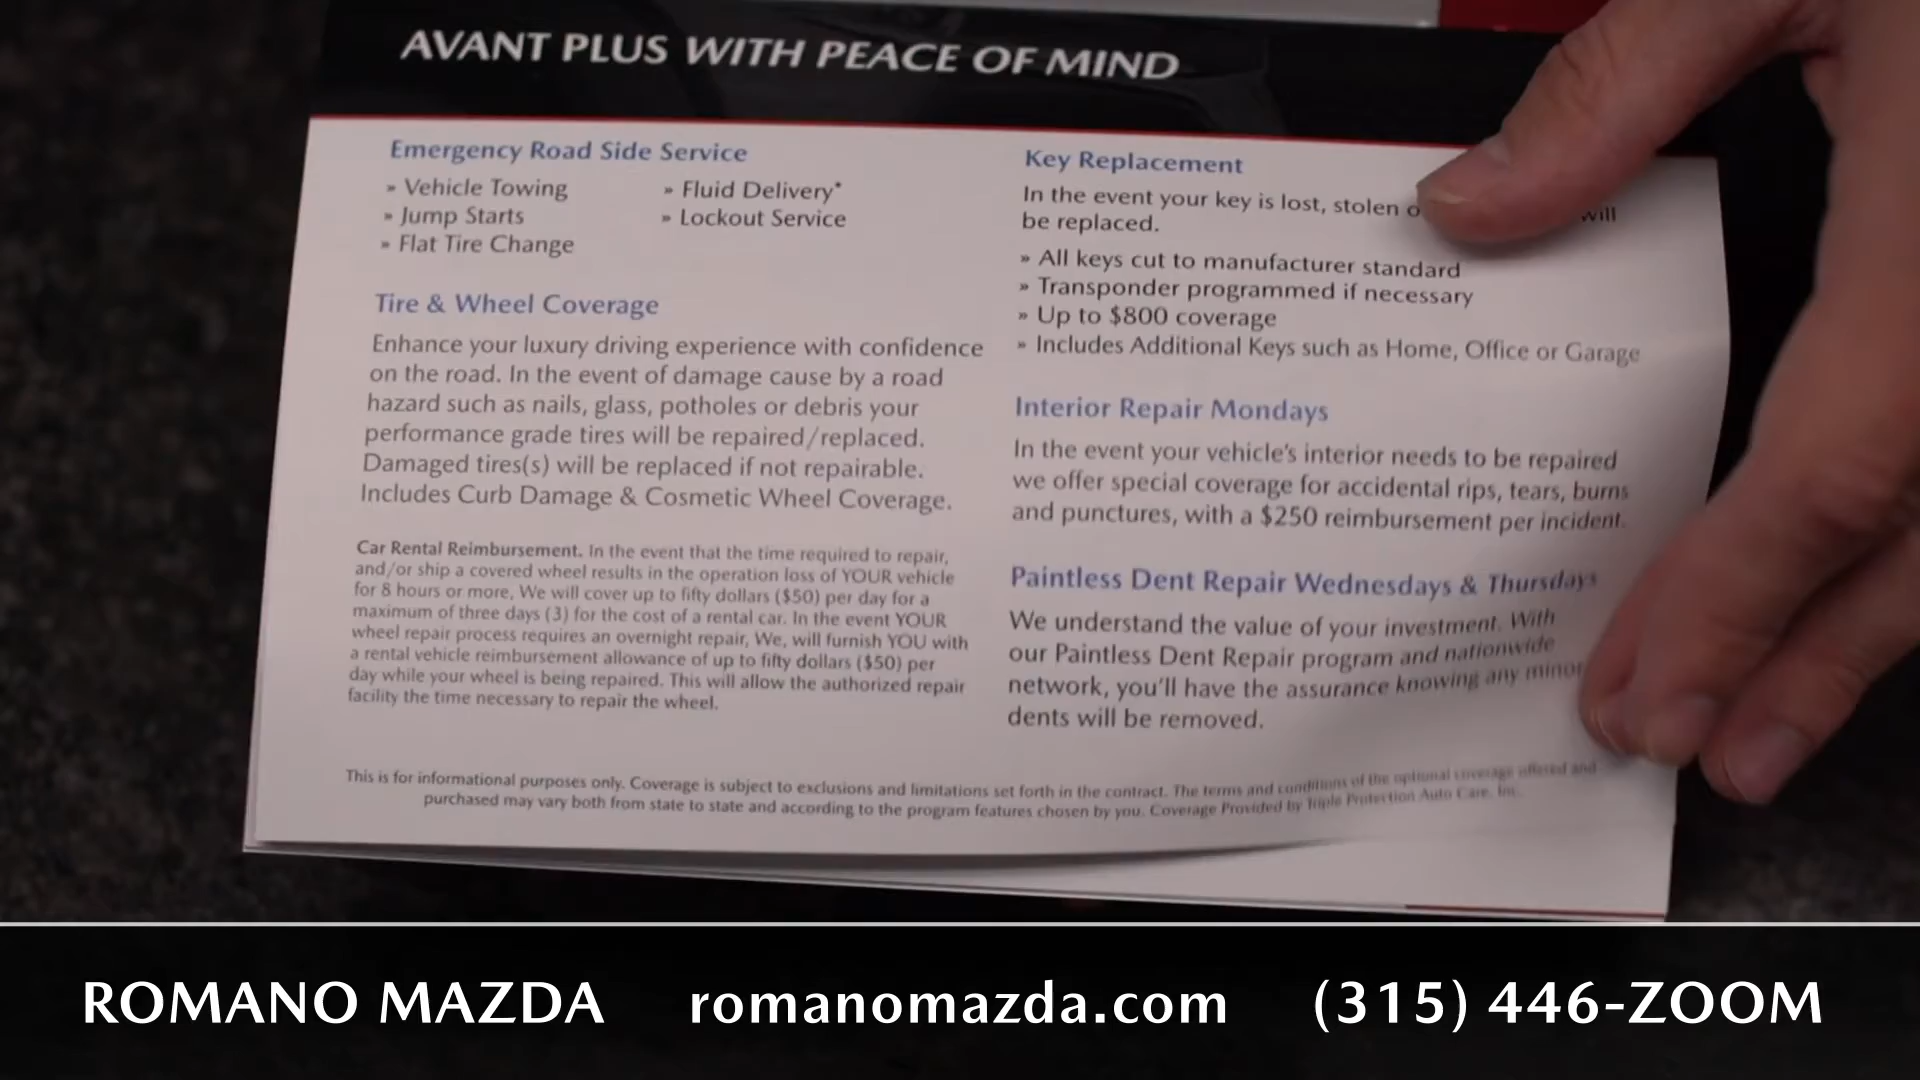 AVANT PLUS WITH PEACE OF MIND
Emergency Road Side Service
» Vehicle Towing
» Jump Starts
» Flat Tire Change
» Fluid Delivery*
» Lockout Service
Tire & Wheel Coverage
Enhance your luxury driving experience with confidence
on the road. In the event of damage cause by a road
hazard such as nails, glass, potholes or debris your
performance grade tires will be repaired/replaced.
Damaged tires(s) will be replaced if not repairable.
Includes Curb Damage & Cosmetic Wheel Coverage.
Car Rental Reimbursement. In the event that the time required to repair,
and/or ship a covered wheel results in the operation loss of YOUR vehicle
for 8 hours or more, We will cover up to fifty dollars ($50) per day for a
maximum of three days (3) for the cost of a rental car. In the event YOUR
wheel repair process requires an overnight repair, We, will furnish YOU with
a rental vehicle reimbursement allowance of up to fifty dollars ($50) per
day while your wheel is being repaired. This will allow the authorized repair
facility the time necessary to repair the wheel.
Key Replacement
In the event your key is lost, stolen will
be replaced.
» All keys cut to manufacturer standard
» Transponder programmed if necessary
» Up to $800 coverage
» Includes Additional Keys such as Home, Office or Garage
Interior Repair Mondays
In the event your vehicle's interior needs to be repaired
we offer special coverage for accidental rips, tears, burns
and punctures, with a $250 reimbursement per incident.
Paintless Dent Repair Wednesdays & Thursdays
We understand the value of your investment. With
our Paintless Dent Repair program and nationwide
network, you'll have the assurance knowing any minor
dents will be removed.
This is for informational purposes only. Coverage is subject to exclusions and limitations set forth in the contract. The terms and conditions of the optional coverage offered and
purchased may vary both from state to state and according to the program features chosen by you. Coverage Provided by Triple Protection Auto Care, Inc.
ROMANO MAZDA romanomazda.com (315) 446-ZOOM